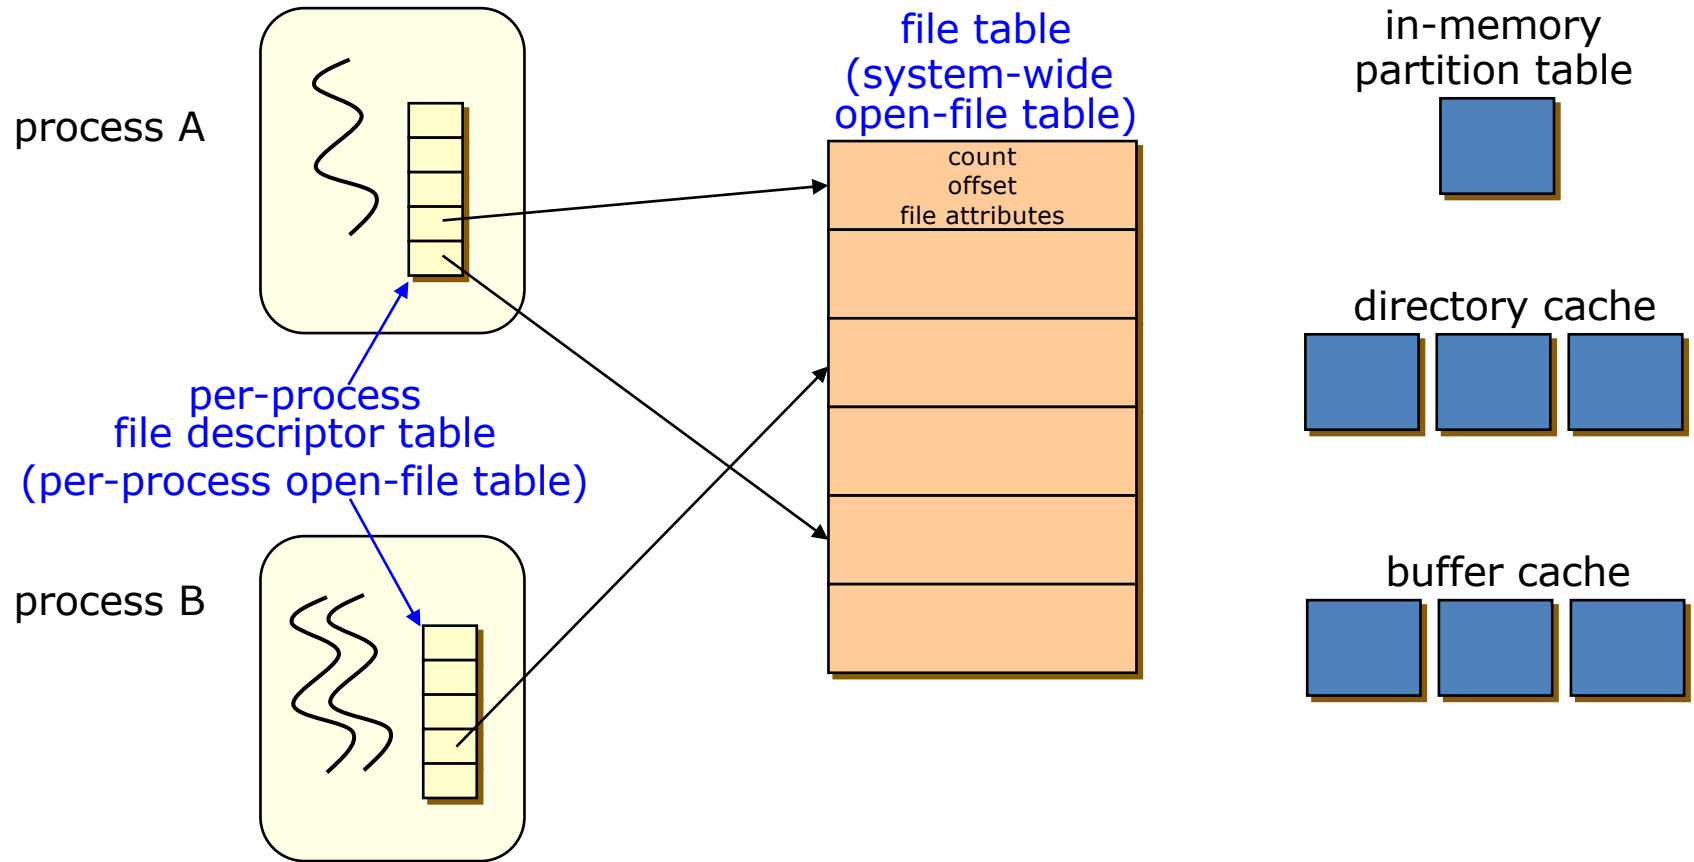 process A
per-process
file descriptor table
(per-process open-file table)
process B
file table
(system-wide
open-file table)
count
offset
file attributes
in-memory
partition table
directory cache
buffer cache